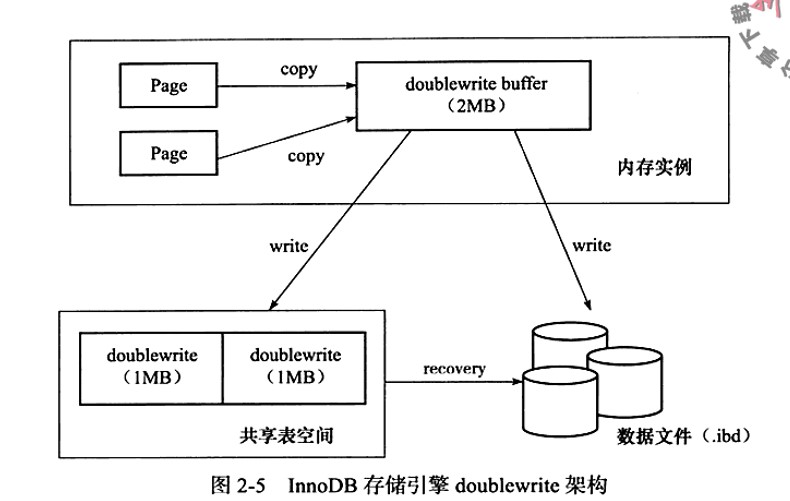 Page
copy
doublewrite buffer
（2MB）
Page
copy
内存实例
write
write
doublewrite
（1MB）
doublewrite
（1MB）
recovery
共享表空间
数据文件（.ibd）
图 2-5 InnoDB 存储引擎 doublewrite 架构